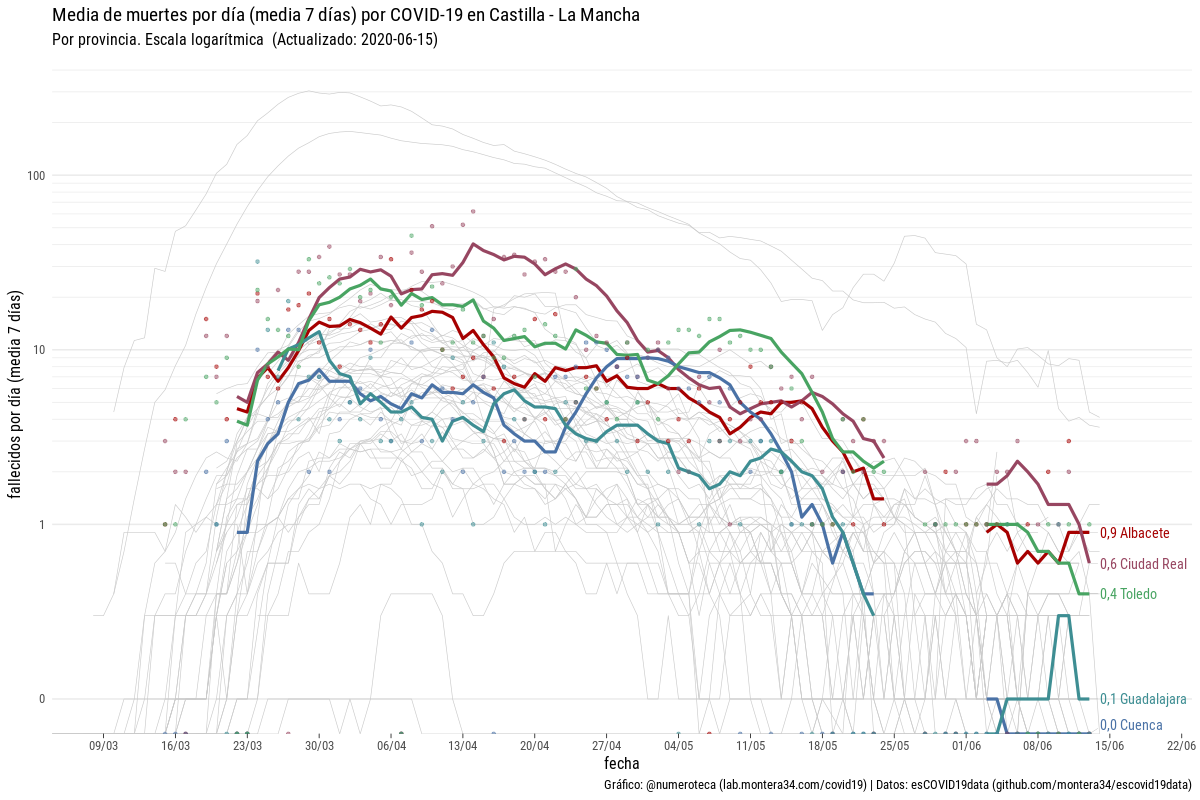 Media de muertes por día (media 7 días) por COVID-19 en Castilla - La Mancha
Por provincia. Escala logarítmica (Actualizado: 2020-06-15)
fallecidos por día (media 7 días)
100
10
1
0
0,9 Albacete
0,6 Ciudad Real
0,4 Toledo
0,1 Guadalajara
0,0 Cuenca
09/03 16/03 23/03 30/03 06/04 13/04 20/04 27/04 04/05 11/05 18/05 25/05 01/06 08/06 15/06 22/06
fecha
Gráfico: @numeroteca (lab.montera34.com/covid19) | Datos: esCOVID19data (github.com/montera34/escovid19data)